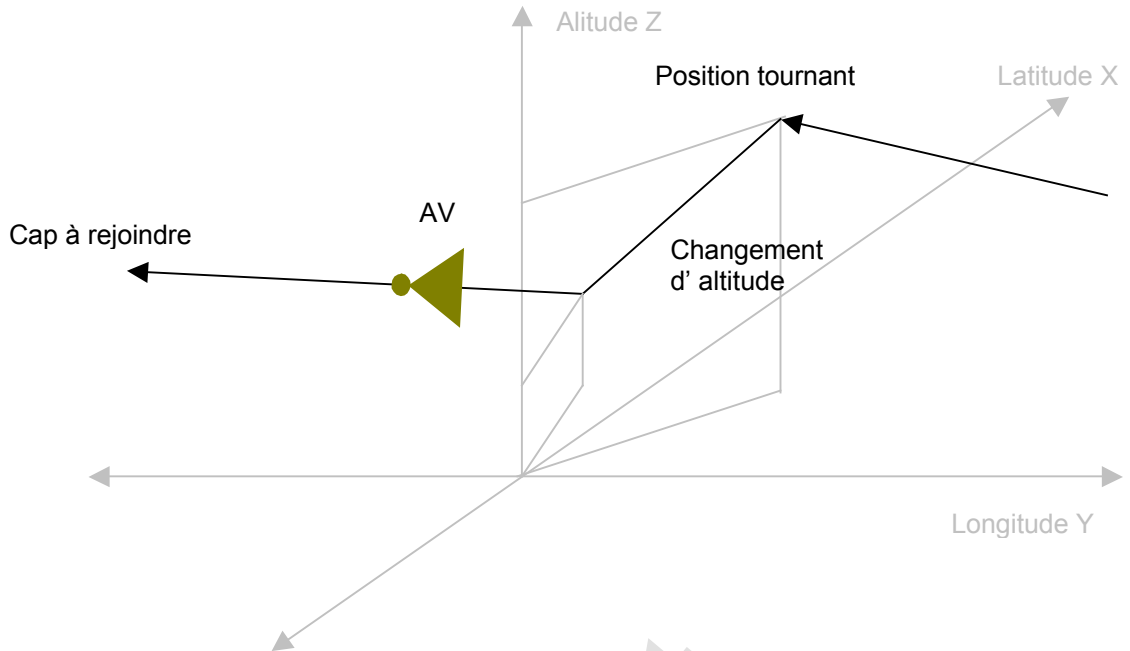 Alitude Z
Position tournant
Latitude X
AV
Cap à rejoindre
Changement
d’ altitude
Longitude Y